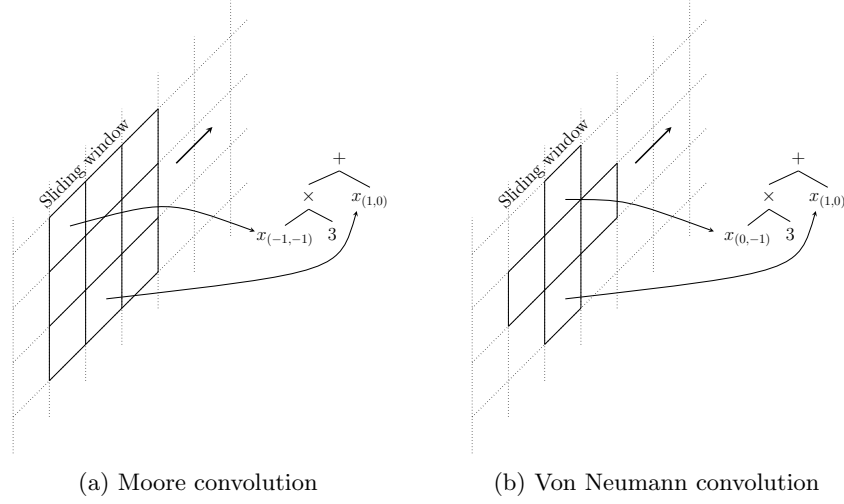 Sliding window
+
× x(1,0)
x(−1,−1) 3
(a) Moore convolution
Sliding window
+
× x(1,0)
x(0,−1) 3
(b) Von Neumann convolution